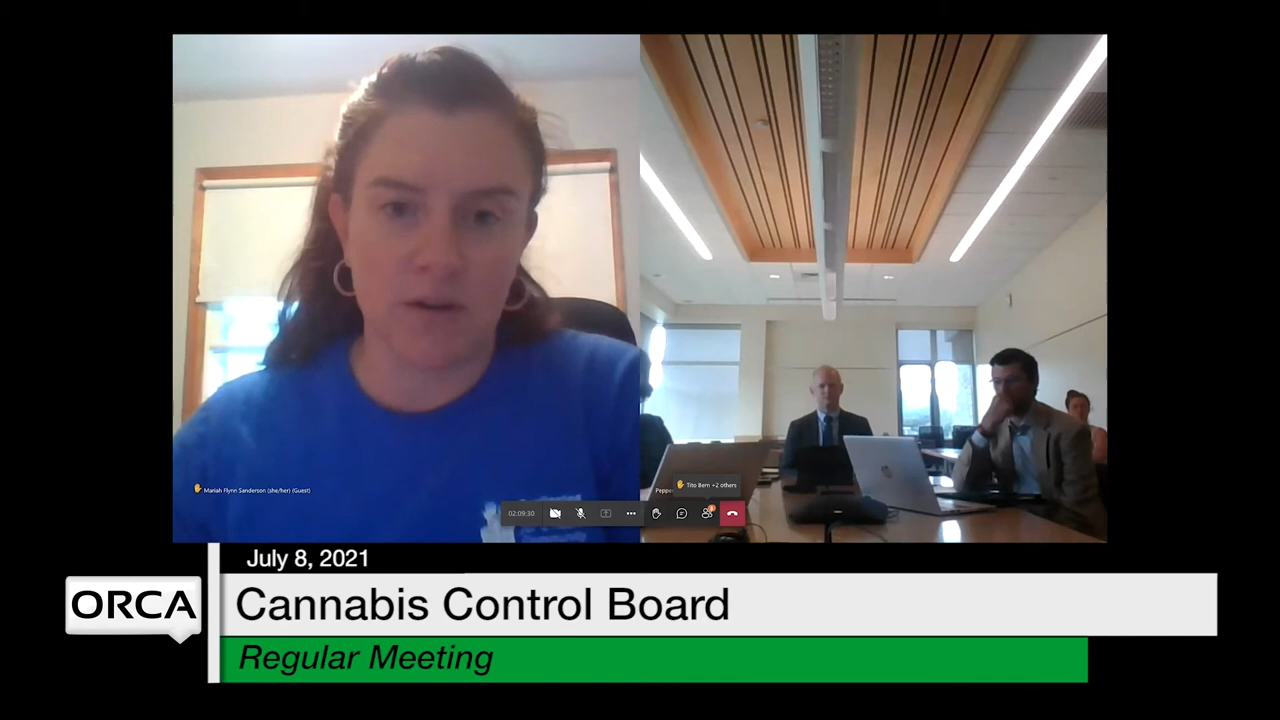 Mariah Flynn Sanderson (she/her) (Guest)
Tito Bern +2 others
02:09:30
July 8, 2021
ORCA
Cannabis Control Board
Regular Meeting